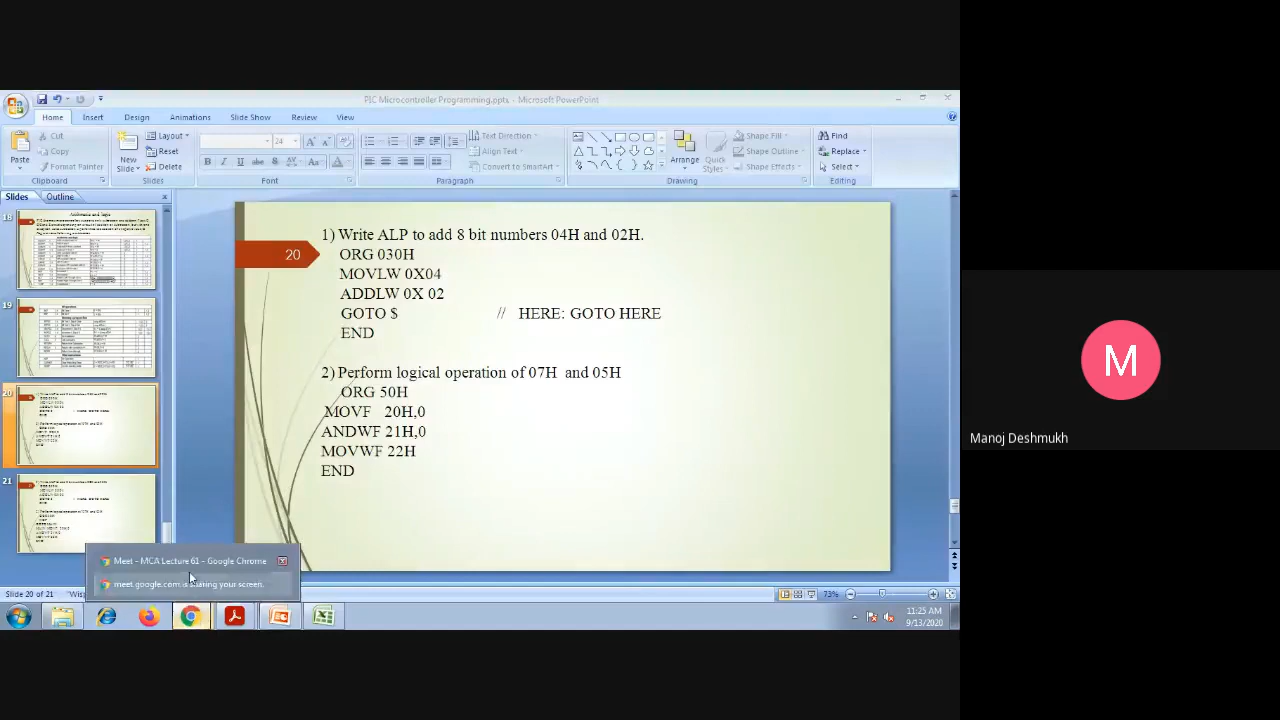 PIC Microcontroller Programming.pptx - Microsoft PowerPoint
Home Insert Design Animations Slide Show Review View
Paste
Cut
Copy
Format Painter
Clipboard
New Slide
Layout
Reset
Delete
Slides
24
Font
Text Direction
Align Text
Convert to SmartArt
Paragraph
Arrange
Quick Styles
Shape Fill
Shape Outline
Shape Effects
Drawing
Find
Replace
Select
Editing
Slides Outline
19
20
21
20
1) Write ALP to add 8 bit numbers 04H and 02H.
ORG 030H
MOVLW 0X04
ADDLW 0X 02
GOTO $ // HERE: GOTO HERE
END
2) Perform logical operation of 07H and 05H
ORG 50H
MOVF 20H,0
ANDWF 21H,0
MOVWF 22H
END
Meet - MCA Lecture 61 - Google Chrome
meet.google.com is sharing your screen.
Slide 20 of 21
73%
11:25 AM
9/13/2020
M
Manoj Deshmukh